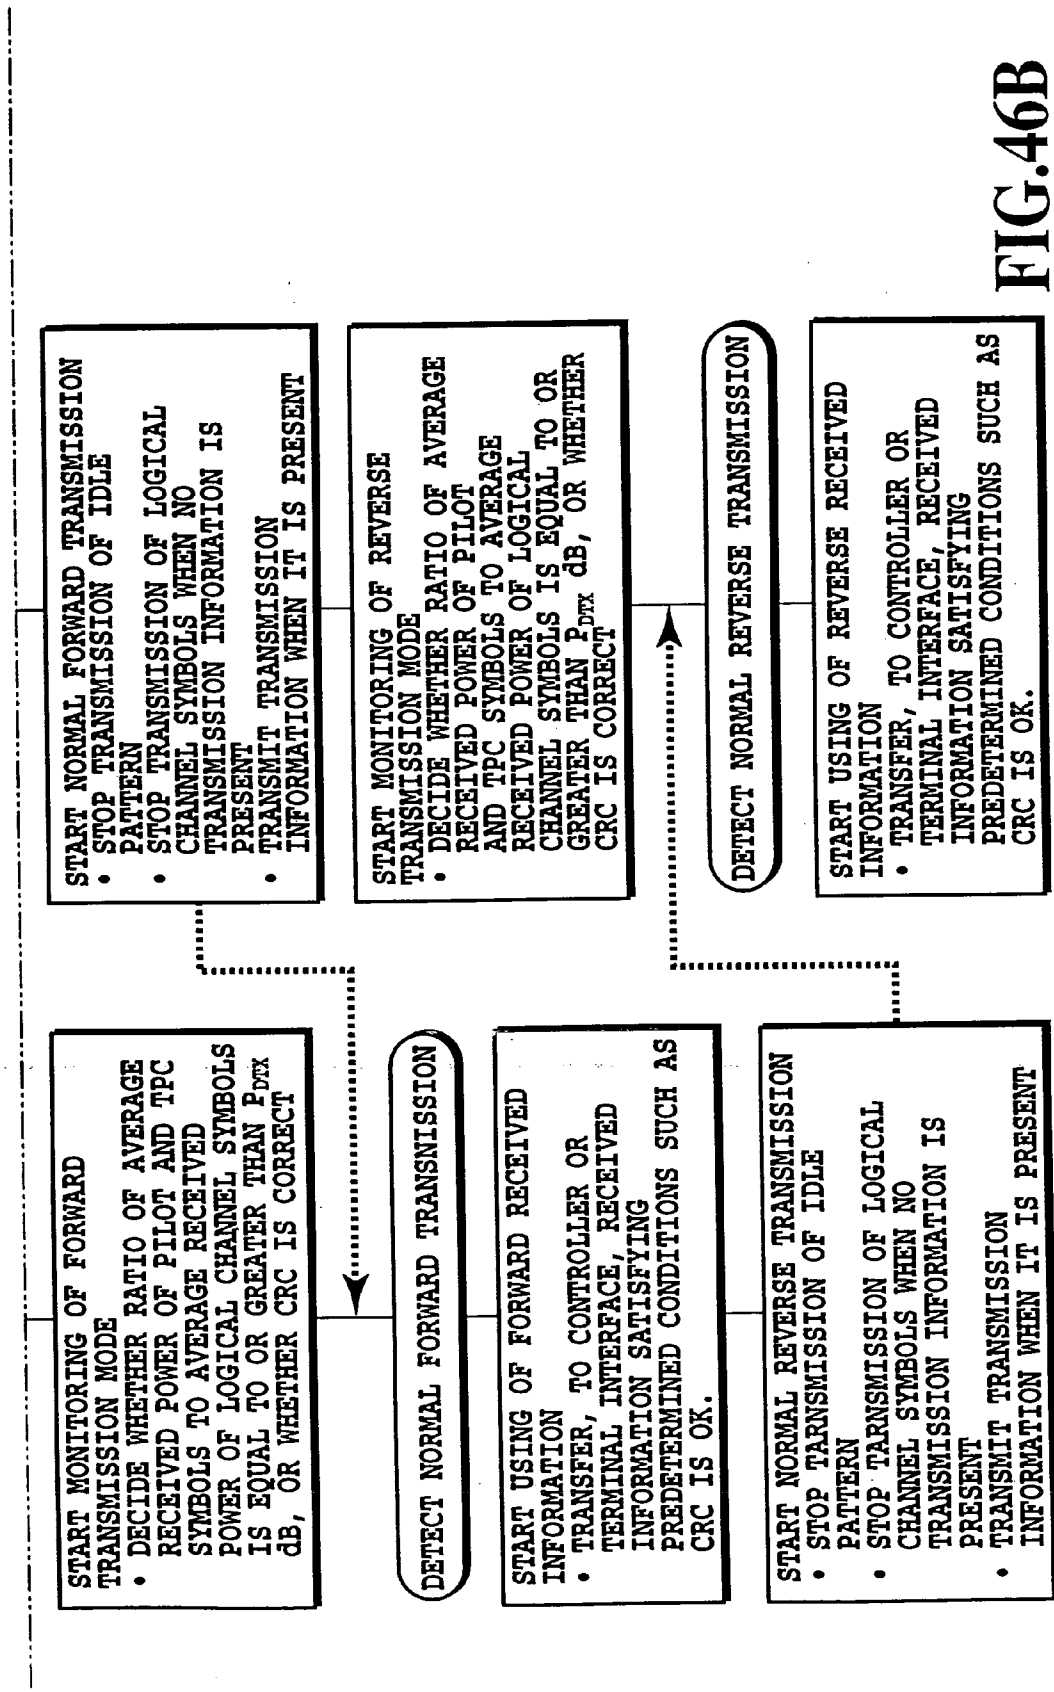 START MONITORING OF FORWARD
TRANSMISSION MODE
• DECIDE WHETHER RATIO OF AVERAGE
RECEIVED POWER OF PILOT AND TPC
SYMBOLS TO AVERAGE RECEIVED
POWER OF LOGICAL CHANNEL SYMBOLS
IS EQUAL TO OR GREATER THAN PDTX
dB, OR WHETHER CRC IS CORRECT
DETECT NORMAL FORWARD TRANSNISSION
START USING OF FORWARD RECEIVED
INFORMATION
• TRANSFER, TO CONTROLLER OR
TERMINAL INTERFACE, RECEIVED
INFORMATION SATISFYING
PREDETERMINED CONDITIONS SUCH AS
CRC IS OK.
START NORMAL REVERSE TRANSMISSION
• STOP TARNSMISSION OF IDLE
PATTERN
• STOP TARNSMISSION OF LOGICAL
CHANNEL SYMBOLS WHEN NO
TRANSMISSION INFORMATION IS
PRESENT
• TRANSMIT TRANSMISSION
INFORMATION WHEN IT IS PRESENT
START NORMAL FORWARD TRANSMISSION
• STOP TRANSMISSION OF IDLE
PATTERN
• STOP TRANSMISSION OF LOGICAL
CHANNEL SYMBOLS WHEN NO
TRANSMISSION INFORMATION IS
PRESENT
• TRANSMIT TRANSMISSION
INFORMATION WHEN IT IS PRESENT
START MONITORING OF REVERSE
TRANSMISSION MODE
• DECIDE WHETHER RATIO OF AVERAGE
RECEIVED POWER OF PILOT
AND TPC SYMBOLS TO AVERAGE
RECEIVED POWER OF LOGICAL
CHANNEL SYMBOLS IS EQUAL TO OR
GREATER THAN PDTX dB, OR WHETHER
CRC IS CORRECT
DETECT NORMAL REVERSE TRANSMISSION
START USING OF REVERSE RECEIVED
INFORMATION
• TRANSFER, TO CONTROLLER OR
TERMINAL INTERFACE, RECEIVED
INFORMATION SATISFYING
PREDETERMINED CONDITIONS SUCH AS
CRC IS OK.
FIG.46B